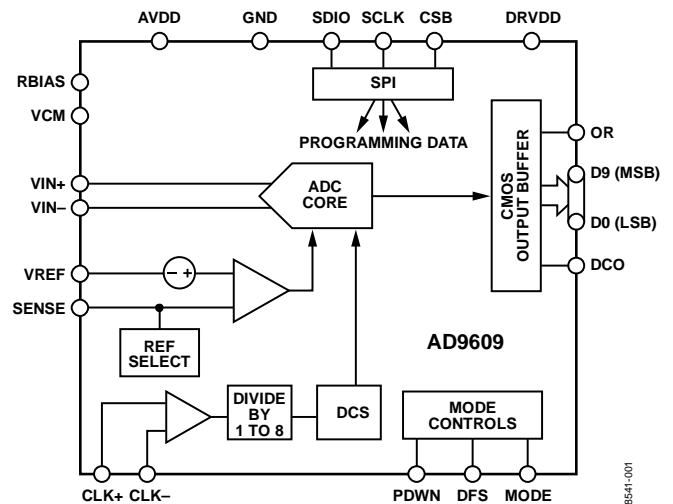 AVDD GND SDIO SCLK CSB DRVDD
RBIAS
SPI
VCM
PROGRAMMING DATA
OR
VIN+
ADC
CORE
CMOS
OUTPUT BUFFER
D9 (MSB)
VIN–
D0 (LSB)
VREF
– +
DCO
SENSE
REF
SELECT
AD9609
DIVIDE
BY
1 TO 8
DCS
MODE
CONTROLS
CLK+ CLK– PDWN DFS MODE
8541-001